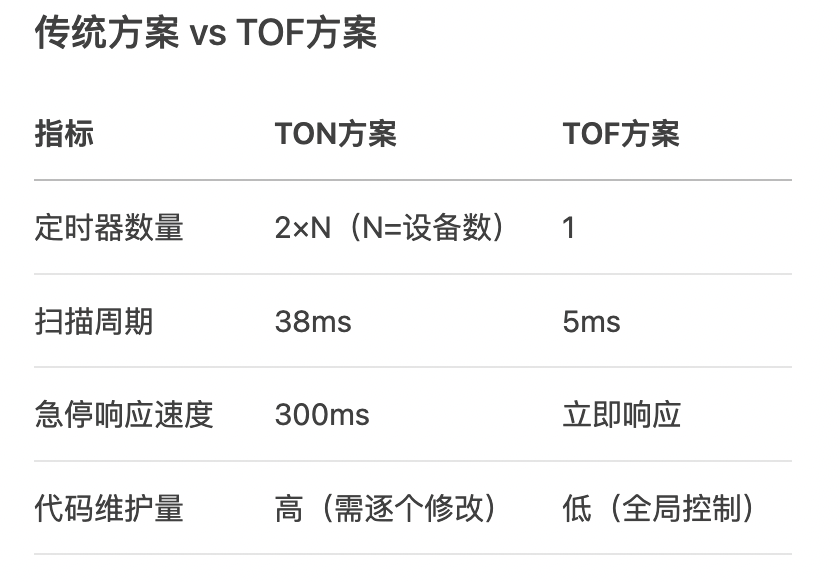 传统方案 vs TOF方案
指标 TON方案 TOF方案
定时器数量 2×N（N=设备数） 1
扫描周期 38ms 5ms
急停响应速度 300ms 立即响应
代码维护量 高（需逐个修改） 低（全局控制）